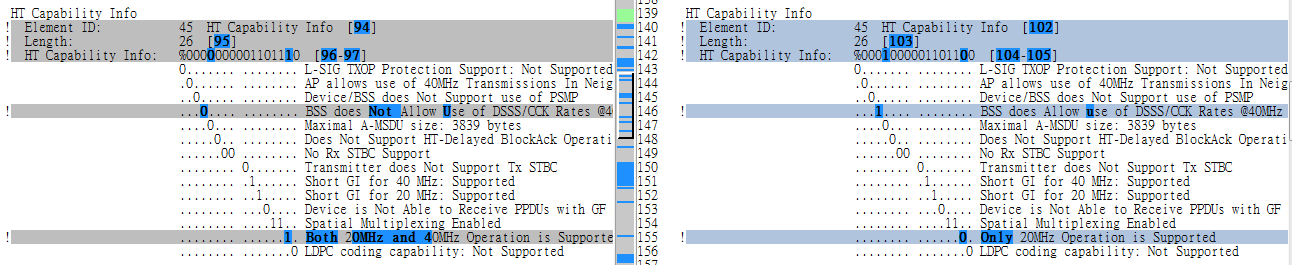 HT Capability Info
! Element ID: 45 HT Capability Info [94]
! Length: 26 [95]
! HT Capability Info: %0000000001101110 [96-97]
0....... ........ L-SIG TXOP Protection Support: Not Supported
.0...... ........ AP allows use of 40MHz Transmissions In Neig
..0..... ........ Device/BSS does Not Support use of PSMP
! ...0.... ........ BSS does Not Allow Use of DSSS/CCK Rates @4
....0... ........ Maximal A-MSDU size: 3839 bytes
.....0.. ........ Does Not Support HT-Delayed BlockAck Operati
......00 ........ No Rx STBC Support
........ 0....... Transmitter does Not Support Tx STBC
........ .1...... Short GI for 40 MHz: Supported
........ ..1..... Short GI for 20 MHz: Supported
........ ...0.... Device is Not Able to Receive PPDUs with GF
........ ....11.. Spatial Multiplexing Enabled
! ........ ......1. Both 20MHz and 40MHz Operation is Supporte
........ .......0 LDPC coding capability: Not Supported
139 HT Capability Info
140 ! Element ID: 45 HT Capability Info [102]
141 ! Length: 26 [103]
142 ! HT Capability Info: %0001000001101100 [104-105]
143 0....... ........ L-SIG TXOP Protection Support: Not Supported
144 .0...... ........ AP allows use of 40MHz Transmissions In Neig
145 ..0..... ........ Device/BSS does Not Support use of PSMP
146 ! ...1.... ........ BSS does Allow use of DSSS/CCK Rates @40MHz
147 ....0... ........ Maximal A-MSDU size: 3839 bytes
148 .....0.. ........ Does Not Support HT-Delayed BlockAck Operati
149 ......00 ........ No Rx STBC Support
150 ........ 0....... Transmitter does Not Support Tx STBC
151 ........ .1...... Short GI for 40 MHz: Supported
152 ........ ..1..... Short GI for 20 MHz: Supported
153 ........ ...0.... Device is Not Able to Receive PPDUs with GF
154 ........ ....11.. Spatial Multiplexing Enabled
155 ! ........ ......0. Only 20MHz Operation is Supported
156 ........ .......0 LDPC coding capability: Not Supported